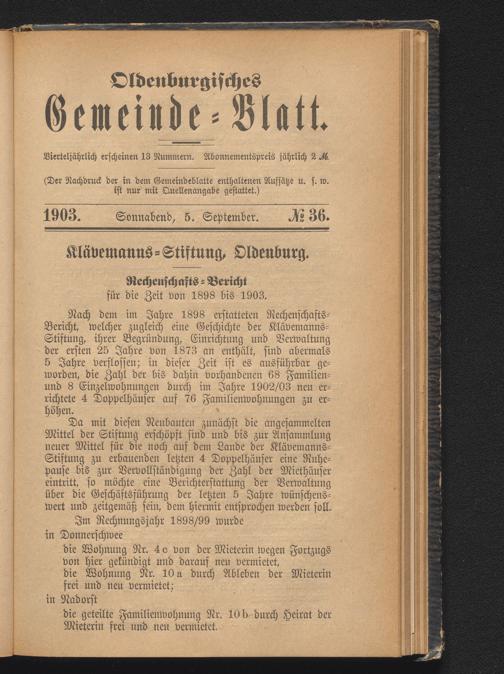 Oldenburgisches
Gemeinde-Blatt.
Vierteljährlich erscheinen 13 Nummern. Abonnementspreis jährlich 2 ℳ.
(Der Nachdruck der in dem Gemeindeblatte enthaltenen Aufsätze u. s. w.
ist nur mit Quellenangabe gestattet.)
1903. Sonnabend, 5. September. № 36.
Klävemanns-Stiftung, Oldenburg.
Rechenschafts-Bericht
für die Zeit von 1898 bis 1903.
Nach dem im Jahre 1898 erstatteten Rechenschafts-
Bericht, welcher zugleich eine Geschichte der Klävemanns-
Stiftung, ihrer Begründung, Einrichtung und Verwaltung
der ersten 25 Jahre von 1873 an enthält, sind abermals
5 Jahre verflossen; in dieser Zeit ist es ausführbar ge-
worden, die Zahl der bis dahin vorhandenen 68 Familien-
und 8 Einzelwohnungen durch im Jahre 1902/03 neu er-
richtete 4 Doppelhäuser auf 76 Familienwohnungen zu er-
höhen.
Da mit diesen Neubauten zunächst die angesammelten
Mittel der Stiftung erschöpft sind und bis zur Ansammlung
neuer Mittel für die noch auf dem Lande der Klävemanns-
Stiftung zu erbauenden letzten 4 Doppelhäuser eine Ruhe-
pause bis zur Vervollständigung der Zahl der Miethäuser
eintritt, so möchte eine Berichterstattung der Verwaltung
über die Geschäftsführung der letzten 5 Jahre wünschens-
wert und zeitgemäß sein, dem hiermit entsprochen werden soll.
Im Rechnungsjahr 1898/99 wurde
in Donnerschwee
die Wohnung Nr. 4c von der Mieterin wegen Fortzugs
von hier gekündigt und darauf neu vermietet,
die Wohnung Nr. 10a durch Ableben der Mieterin
frei und neu vermietet;
in Nadorst
die geteilte Familienwohnung Nr. 10b durch Heirat der
Mieterin frei und neu vermietet.